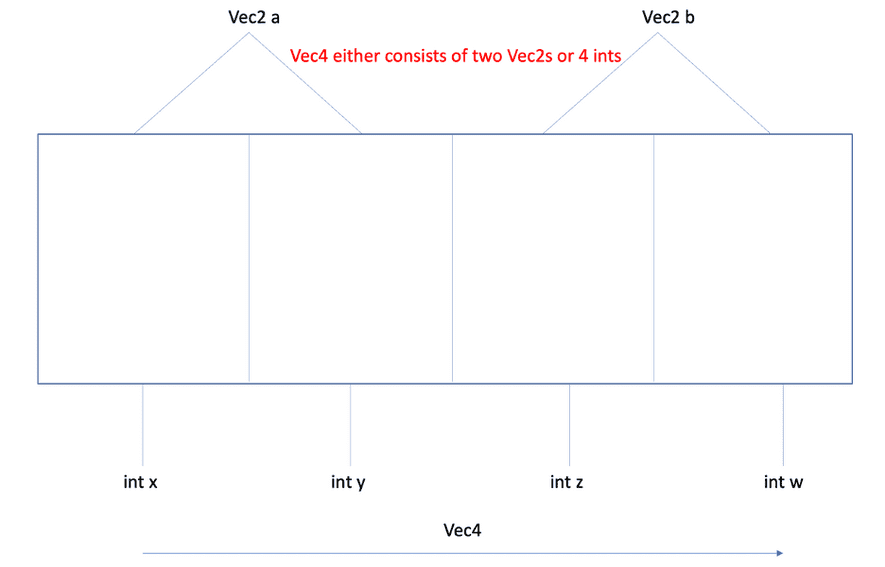 Vec2 a
Vec2 b
Vec4 either consists of two Vec2s or 4 ints
int x
int y
int z
int w
Vec4